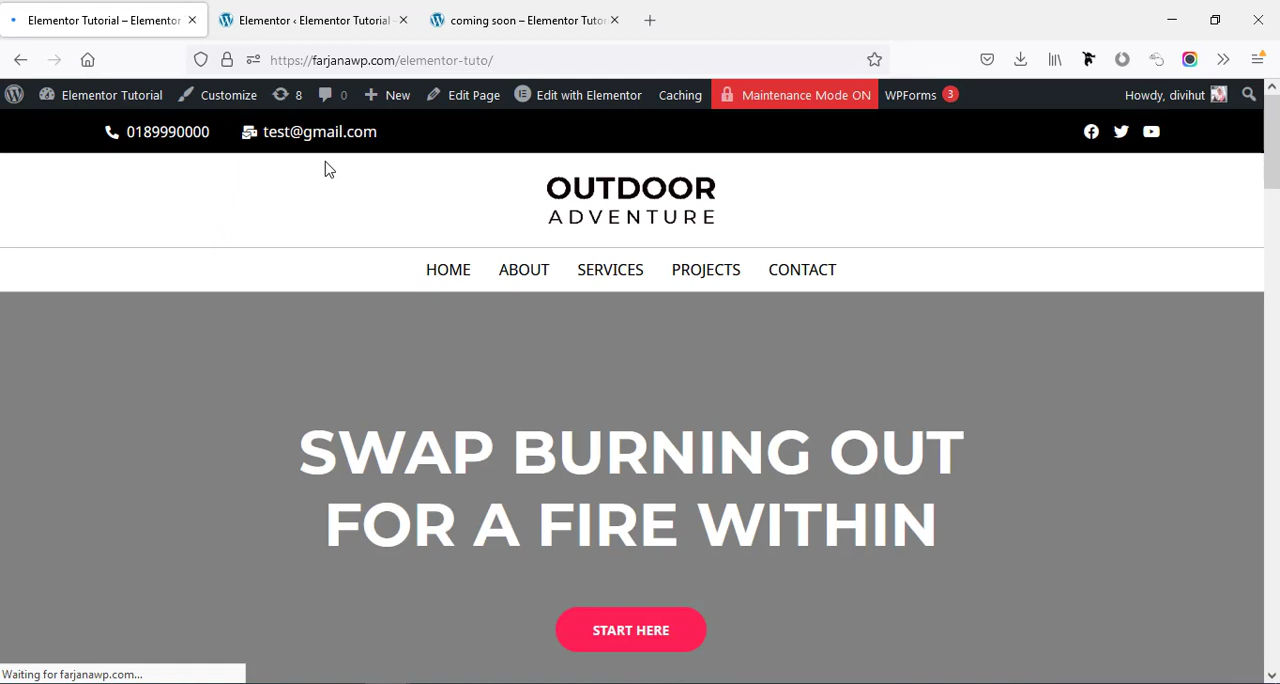 Elementor Tutorial – Elementor
Elementor ‹ Elementor Tutorial –
coming soon – Elementor Tutor
https://farjanawp.com/elementor-tuto/
Elementor Tutorial
Customize
8
0
New
Edit Page
Edit with Elementor
Caching
Maintenance Mode ON
WPForms 3
Howdy, divihut
0189990000
test@gmail.com
OUTDOOR
ADVENTURE
HOME ABOUT SERVICES PROJECTS CONTACT
SWAP BURNING OUT
FOR A FIRE WITHIN
START HERE
Waiting for farjanawp.com...